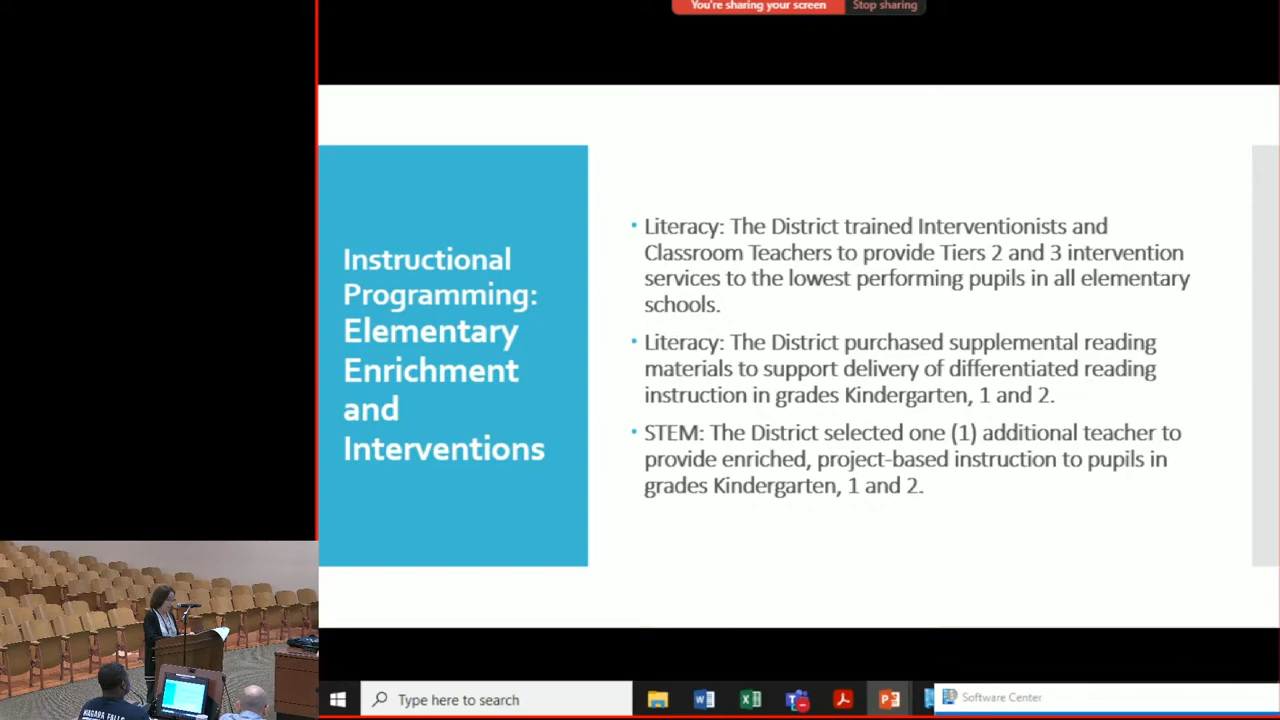 You're sharing your screen
Stop sharing
Instructional
Programming:
Elementary
Enrichment
and
Interventions
• Literacy: The District trained Interventionists and
Classroom Teachers to provide Tiers 2 and 3 intervention
services to the lowest performing pupils in all elementary
schools.
• Literacy: The District purchased supplemental reading
materials to support delivery of differentiated reading
instruction in grades Kindergarten, 1 and 2.
• STEM: The District selected one (1) additional teacher to
provide enriched, project-based instruction to pupils in
grades Kindergarten, 1 and 2.
NIAGARA FALLS
Type here to search
Software Center